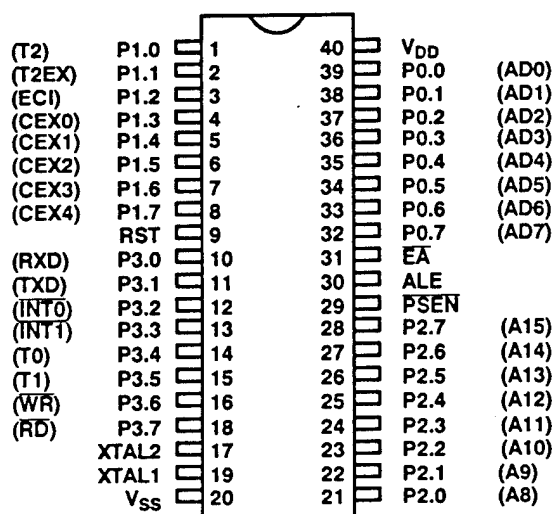 (T2) P1.0 1 40 VDD
(T2EX) P1.1 2 39 P0.0 (AD0)
(ECI) P1.2 3 38 P0.1 (AD1)
(CEX0) P1.3 4 37 P0.2 (AD2)
(CEX1) P1.4 5 36 P0.3 (AD3)
(CEX2) P1.5 6 35 P0.4 (AD4)
(CEX3) P1.6 7 34 P0.5 (AD5)
(CEX4) P1.7 8 33 P0.6 (AD6)
RST 9 32 P0.7 (AD7)
(RXD) P3.0 10 31 EA
(TXD) P3.1 11 30 ALE
(INT0) P3.2 12 29 PSEN
(INT1) P3.3 13 28 P2.7 (A15)
(T0) P3.4 14 27 P2.6 (A14)
(T1) P3.5 15 26 P2.5 (A13)
(WR) P3.6 16 25 P2.4 (A12)
(RD) P3.7 18 24 P2.3 (A11)
XTAL2 17 23 P2.2 (A10)
XTAL1 19 22 P2.1 (A9)
VSS 20 21 P2.0 (A8)